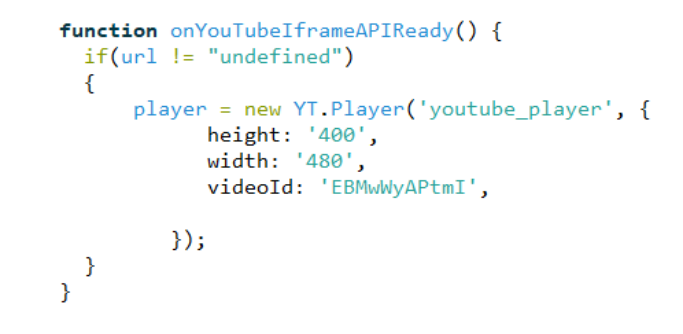 function onYouTubeIframeAPIReady() {
if(url != "undefined")
{
player = new YT.Player('youtube_player', {
height: '400',
width: '480',
videoId: 'EBMwWyAPtmI',
});
}
}